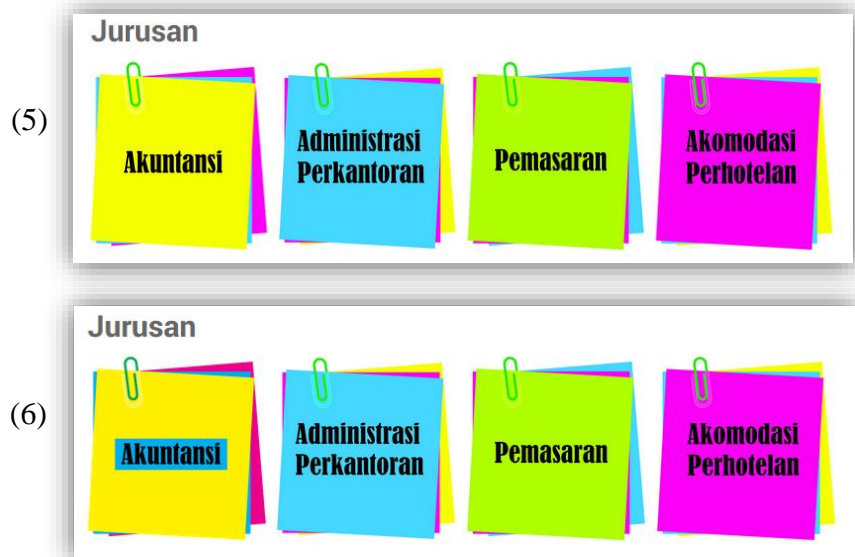 Jurusan
(5)
Akuntansi
Administrasi
Perkantoran
Pemasaran
Akomodasi
Perhotelan
Jurusan
(6)
Akuntansi
Administrasi
Perkantoran
Pemasaran
Akomodasi
Perhotelan